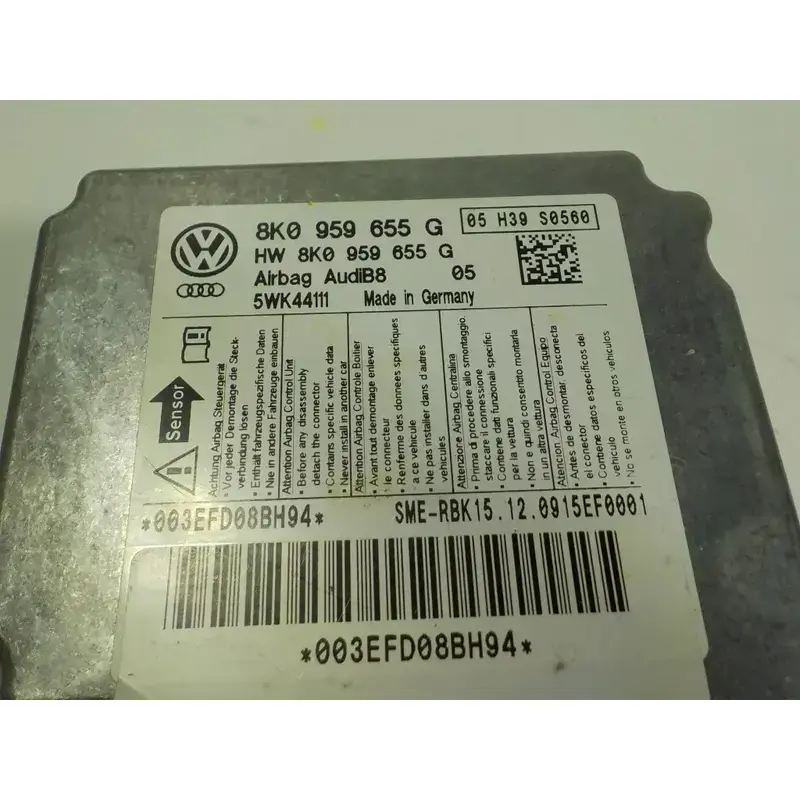 8K0 959 655 G
05 H39 S0560
HW 8K0 959 655 G
Airbag AudiB8 05
5WK44111 Made in Germany
Sensor
Achtung Airbag Steuergerät
• Vor jeder Demontage die Steck-
verbindung lösen
• Enthält fahrzeugspezifische Daten
• Nie in andere Fahrzeuge einbauen
Attention Airbag Control Unit
• Before any disassembly
detach the connector
• Contains specific vehicle data
• Never install in another car
Attention Airbag Controle Boitier
• Avant tout demontage enlever
le connecteur
• Renferme des donnees specifiques
a ce vehicule
• Ne pas installer dans d'autres
vehicules
Attenzione Airbag Centralina
• Prima di procedere allo smontaggio.
staccare il connessione
• Contiene dati funzionali specifici
per la vettura
• Non e quindi consentito montarla
in un altra vettura
Atencion Airbag Control Equipo
• Antes de desmontar, desconecta
el conector
• Contiene datos especificos del
vehiculo
• No se monte en otros vehiculos
*003EFD08BH94*
SME-RBK15.12.0915EF0001
*003EFD08BH94*